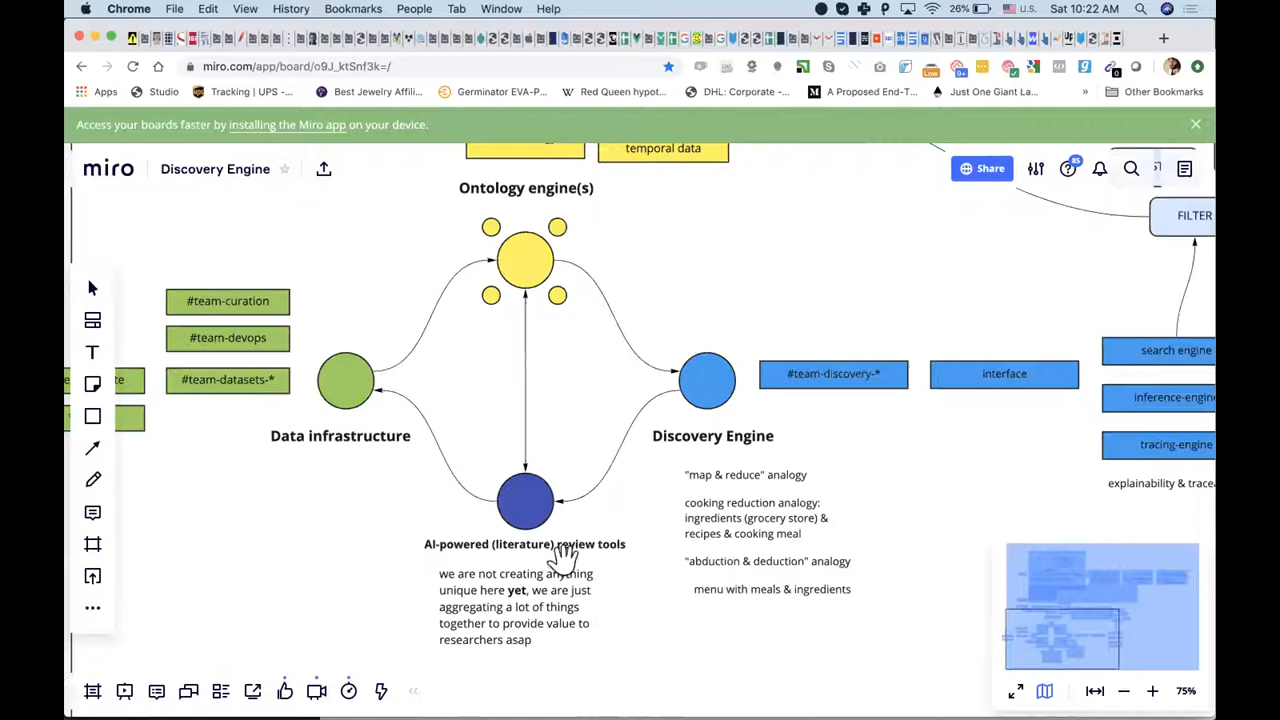 Chrome File Edit View History Bookmarks People Tab Window Help
26% U.S. Sat 10:22 AM
miro.com/app/board/o9J_ktSnf3k=/
Low 9+ 0
Apps Studio Tracking | UPS -... Best Jewelry Affili... Germinator EVA-P... Red Queen hypot... DHL: Corporate -... A Proposed End-T... Just One Giant La... » Other Bookmarks
Access your boards faster by installing the Miro app on your device.
temporal data
miro Discovery Engine Share 85
Ontology engine(s)
FILTER
#team-curation
#team-devops
#team-datasets-*
search engine
#team-discovery-* interface
inference-engin
tracing-engine
Data infrastructure Discovery Engine
"map & reduce" analogy
explainability & tracea
cooking reduction analogy:
ingredients (grocery store) &
recipes & cooking meal
AI-powered (literature) review tools
"abduction & deduction" analogy
we are not creating anything
unique here yet, we are just
aggregating a lot of things
together to provide value to
researchers asap
menu with meals & ingredients
75%